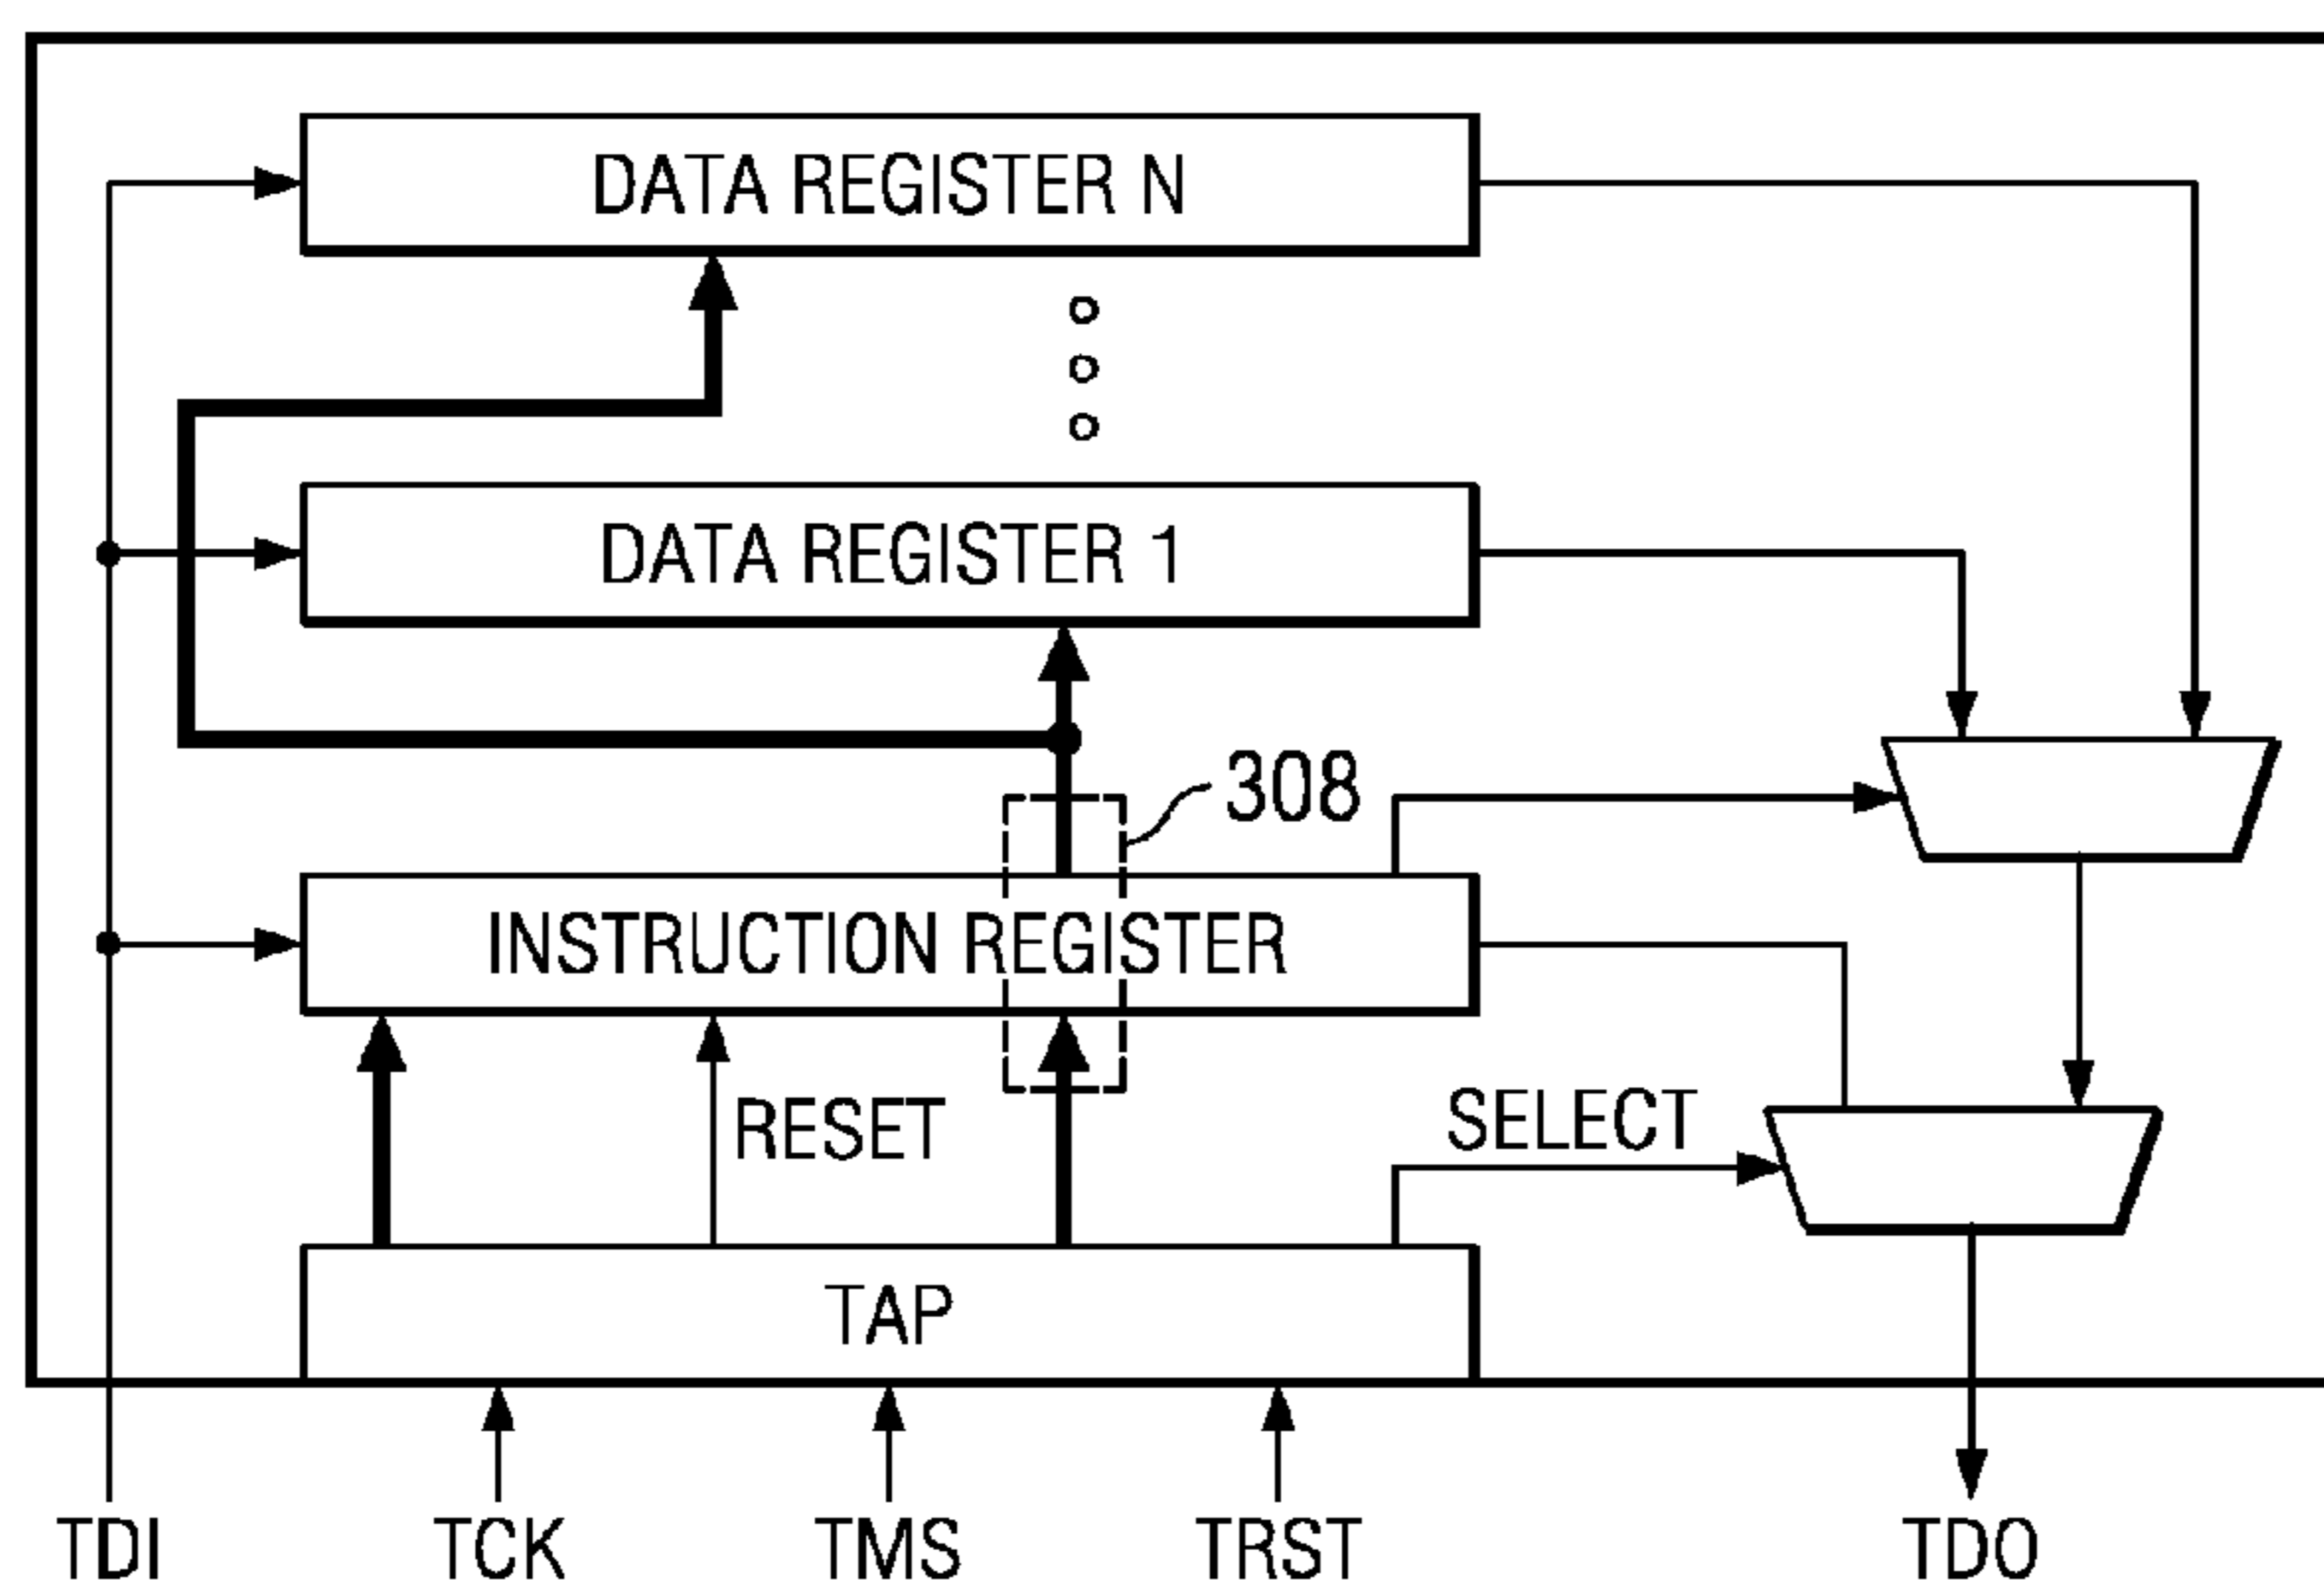 DATA REGISTER N
DATA REGISTER 1
308
INSTRUCTION REGISTER
RESET
SELECT
TAP
TDI
TCK
TMS
TRST
TDO